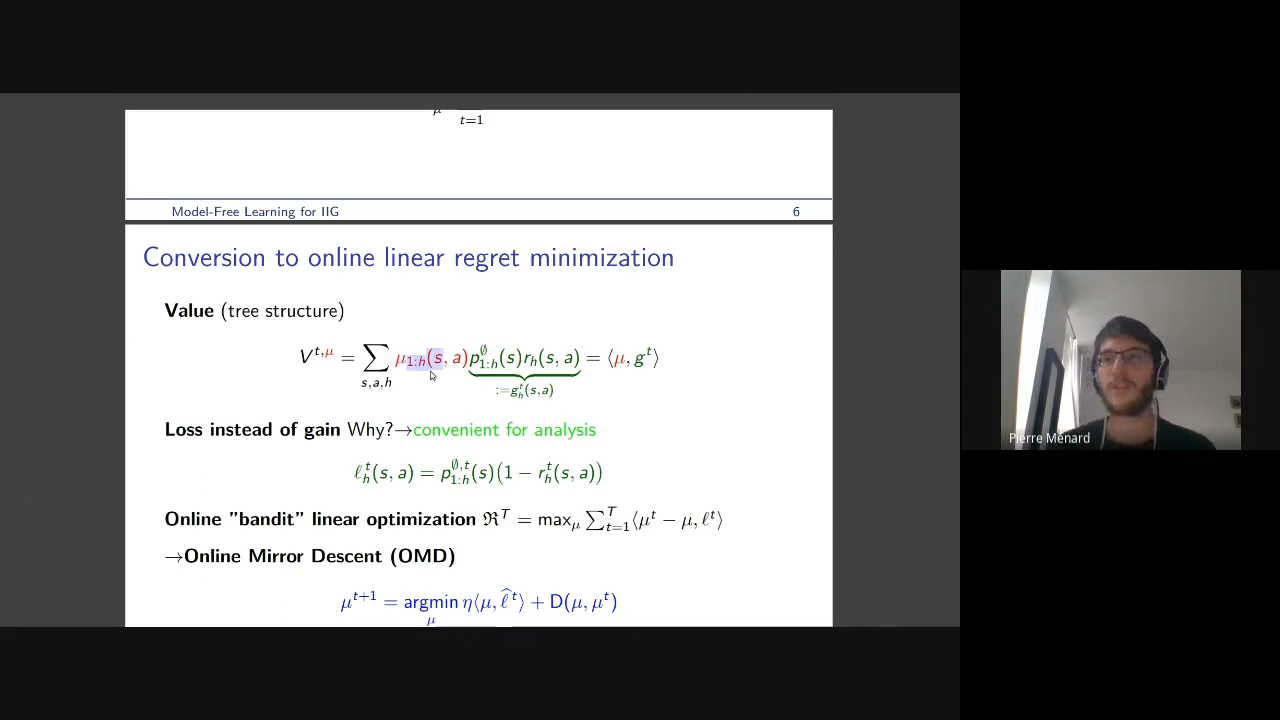 μ
t=1
Model-Free Learning for IIG 6
Conversion to online linear regret minimization
Value (tree structure)
V^{t,μ} = ∑_{s,a,h} μ_{1:h}(s, a) p^{∅}_{1:h}(s) r_h(s, a) = ⟨μ, g^t⟩
:=g^t_h(s,a)
Loss instead of gain Why?→convenient for analysis
ℓ^t_h(s, a) = p^{∅,t}_{1:h}(s)(1 − r^t_h(s, a))
Online "bandit" linear optimization ℜ^T = max_μ ∑^T_{t=1}⟨μ^t − μ, ℓ^t⟩
→Online Mirror Descent (OMD)
μ^{t+1} = argmin_μ η⟨μ, ℓ̂^t⟩ + D(μ, μ^t)
Pierre Ménard